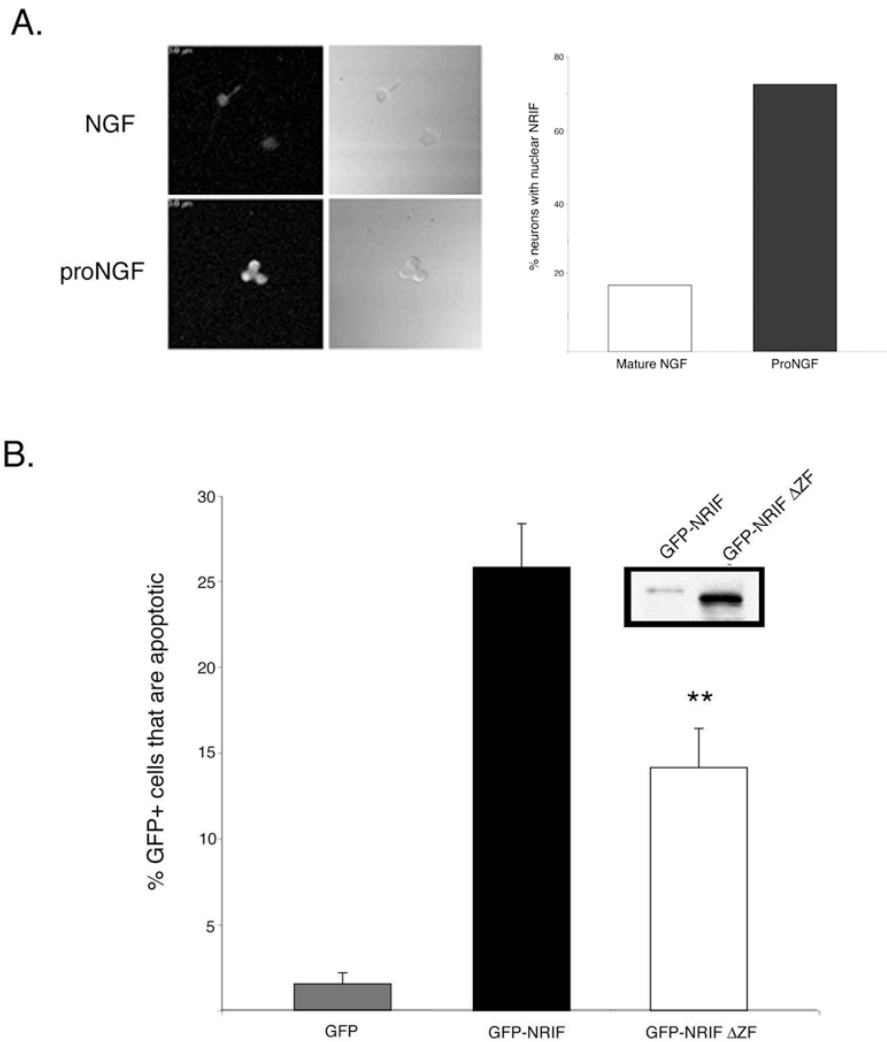 A.
NGF
proNGF
% neurons with nuclear NRIF
80
60
40
20
Mature NGF
ProNGF
B.
% GFP+ cells that are apoptotic
30
25
20
15
10
5
GFP-NRIF
GFP-NRIF ΔZF
**
GFP
GFP-NRIF
GFP-NRIF ΔZF